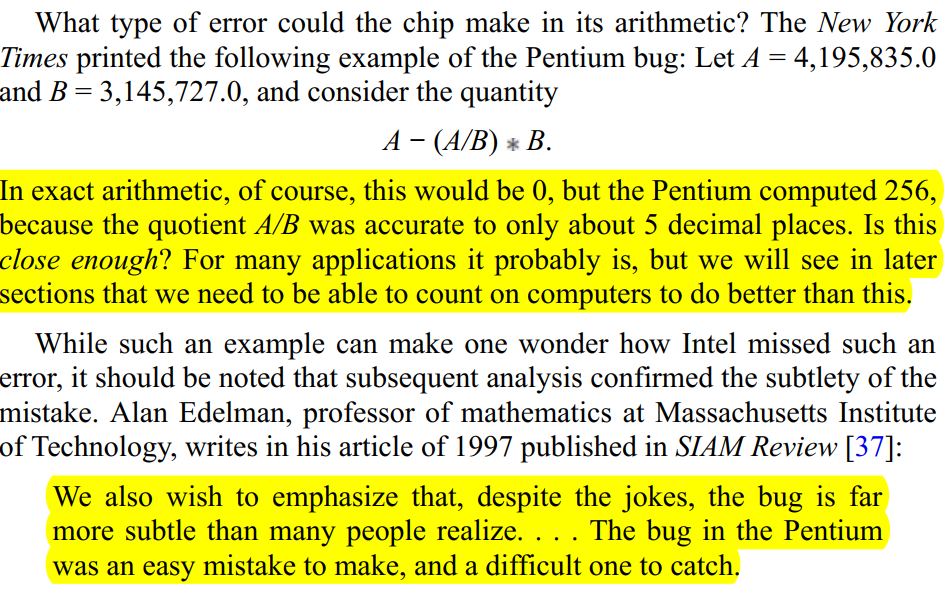 What type of error could the chip make in its arithmetic? The New York
Times printed the following example of the Pentium bug: Let A = 4,195,835.0
and B = 3,145,727.0, and consider the quantity
A − (A/B) * B.
In exact arithmetic, of course, this would be 0, but the Pentium computed 256,
because the quotient A/B was accurate to only about 5 decimal places. Is this
close enough? For many applications it probably is, but we will see in later
sections that we need to be able to count on computers to do better than this.
While such an example can make one wonder how Intel missed such an
error, it should be noted that subsequent analysis confirmed the subtlety of the
mistake. Alan Edelman, professor of mathematics at Massachusetts Institute
of Technology, writes in his article of 1997 published in SIAM Review [37]:
We also wish to emphasize that, despite the jokes, the bug is far
more subtle than many people realize. . . . The bug in the Pentium
was an easy mistake to make, and a difficult one to catch.